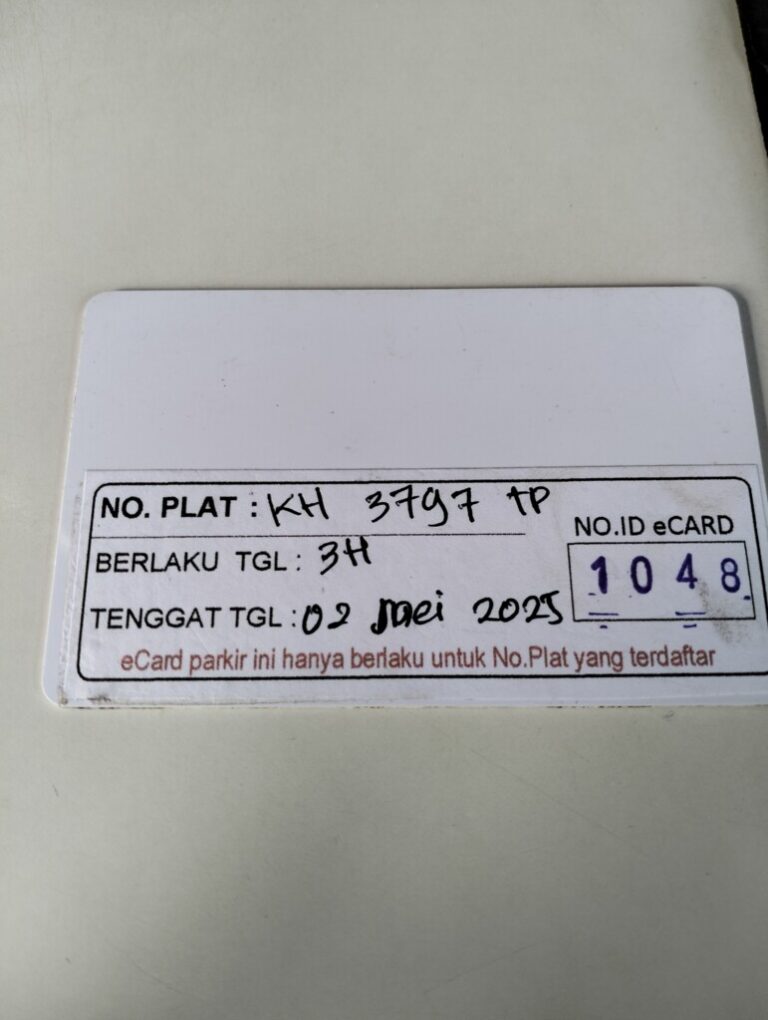 NO. PLAT : KH 3797 tP
NO.ID eCARD
BERLAKU TGL : 3H
1048
TENGGAT TGL : 02 mei 2025
eCard parkir ini hanya berlaku untuk No.Plat yang terdaftar